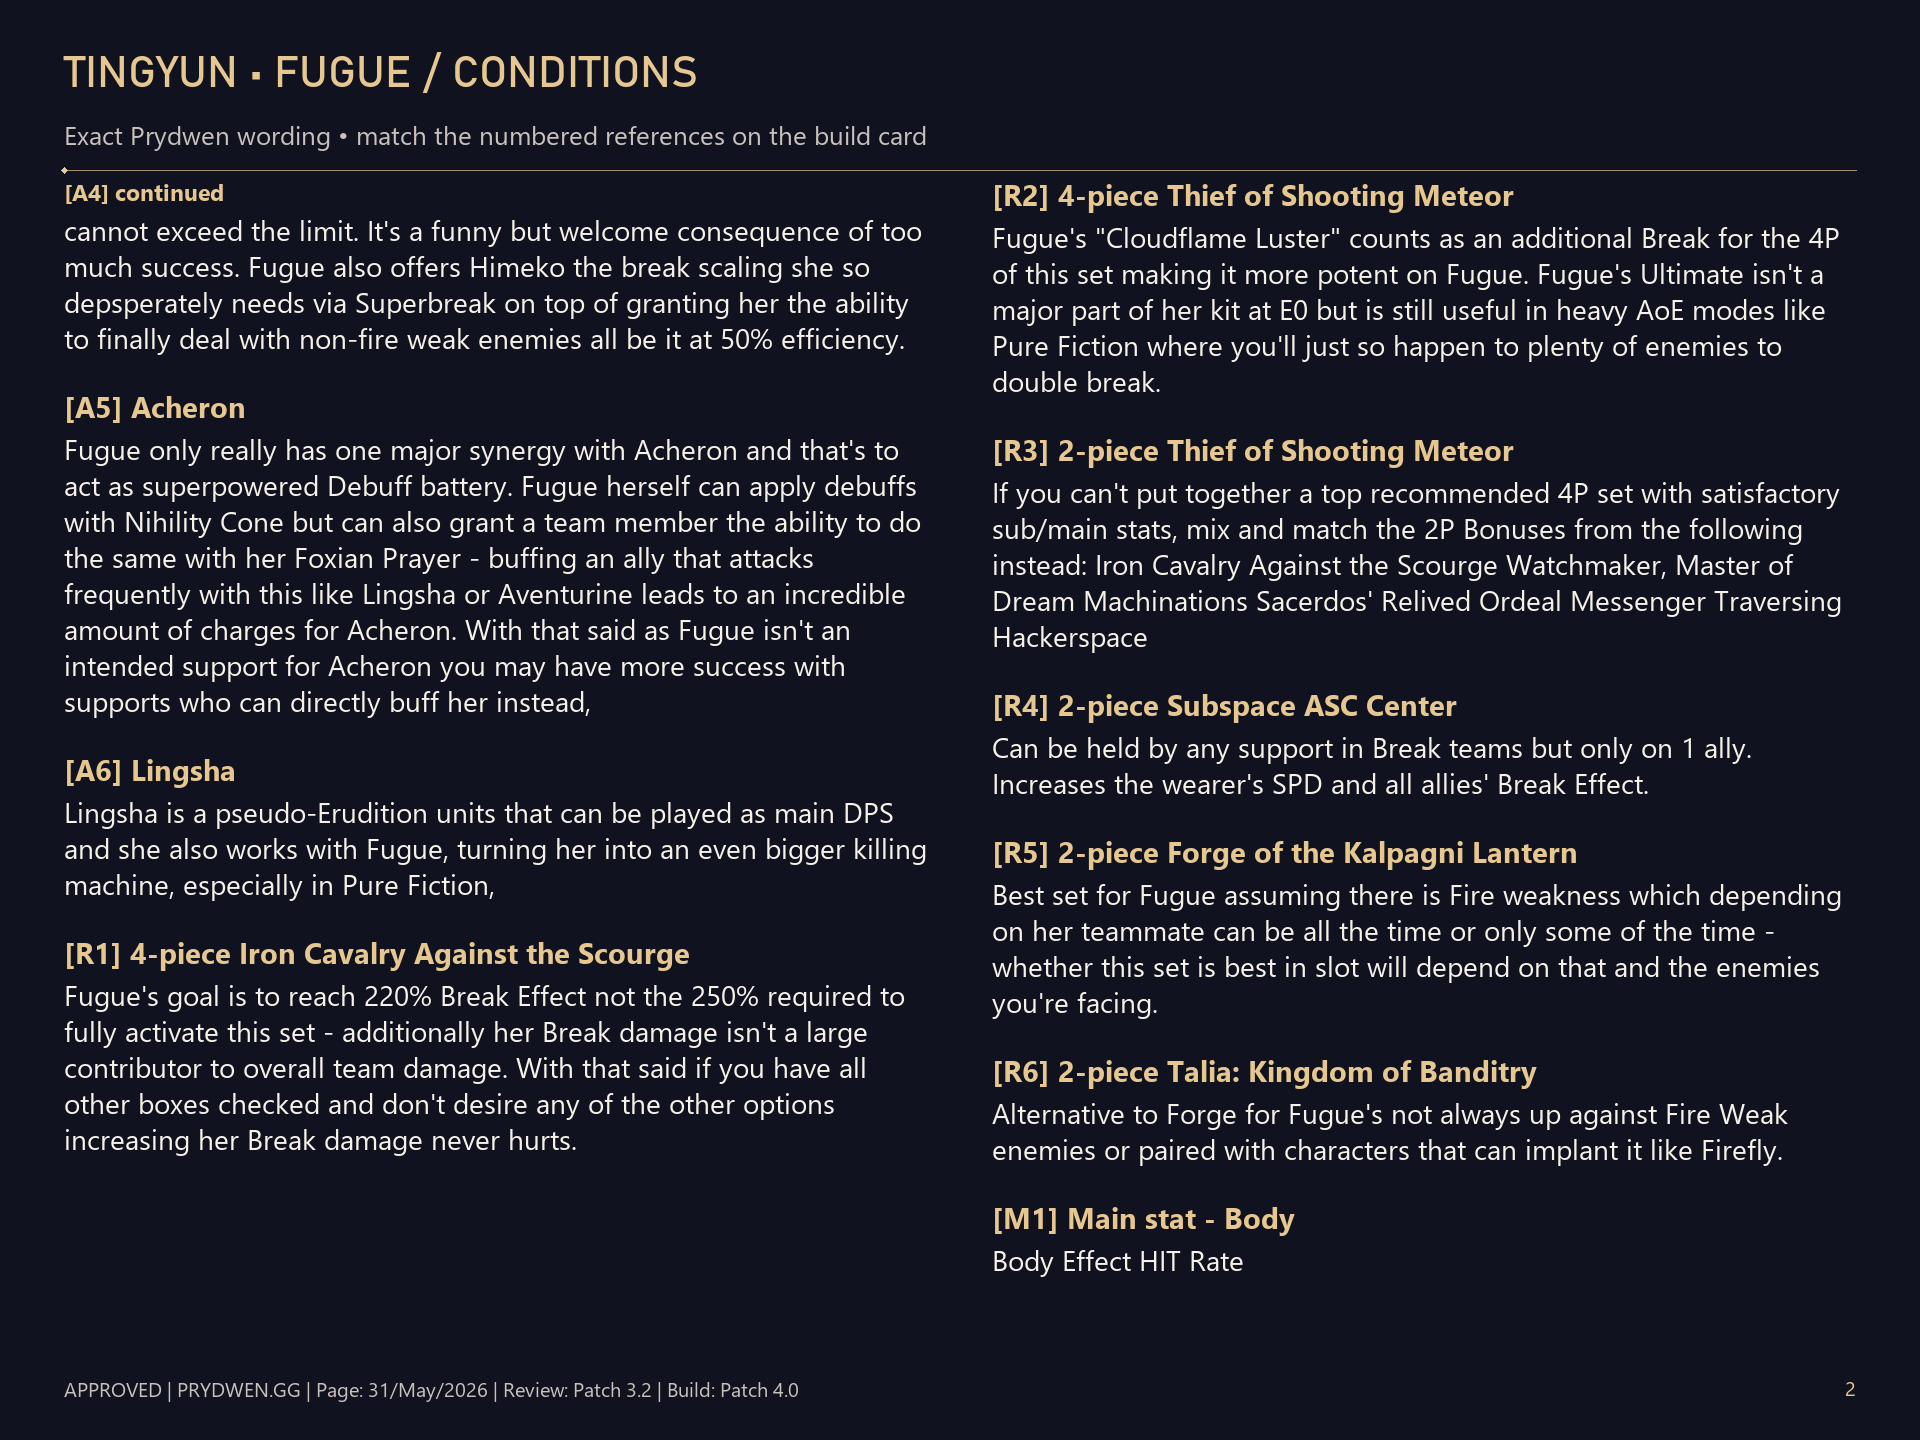 TINGYUN • FUGUE / CONDITIONS
Exact Prydwen wording • match the numbered references on the build card
[A4] continued
cannot exceed the limit. It's a funny but welcome consequence of too
much success. Fugue also offers Himeko the break scaling she so
depsperately needs via Superbreak on top of granting her the ability
to finally deal with non-fire weak enemies all be it at 50% efficiency.
[A5] Acheron
Fugue only really has one major synergy with Acheron and that's to
act as superpowered Debuff battery. Fugue herself can apply debuffs
with Nihility Cone but can also grant a team member the ability to do
the same with her Foxian Prayer - buffing an ally that attacks
frequently with this like Lingsha or Aventurine leads to an incredible
amount of charges for Acheron. With that said as Fugue isn't an
intended support for Acheron you may have more success with
supports who can directly buff her instead,
[A6] Lingsha
Lingsha is a pseudo-Erudition units that can be played as main DPS
and she also works with Fugue, turning her into an even bigger killing
machine, especially in Pure Fiction,
[R1] 4-piece Iron Cavalry Against the Scourge
Fugue's goal is to reach 220% Break Effect not the 250% required to
fully activate this set - additionally her Break damage isn't a large
contributor to overall team damage. With that said if you have all
other boxes checked and don't desire any of the other options
increasing her Break damage never hurts.
[R2] 4-piece Thief of Shooting Meteor
Fugue's "Cloudflame Luster" counts as an additional Break for the 4P
of this set making it more potent on Fugue. Fugue's Ultimate isn't a
major part of her kit at E0 but is still useful in heavy AoE modes like
Pure Fiction where you'll just so happen to plenty of enemies to
double break.
[R3] 2-piece Thief of Shooting Meteor
If you can't put together a top recommended 4P set with satisfactory
sub/main stats, mix and match the 2P Bonuses from the following
instead: Iron Cavalry Against the Scourge Watchmaker, Master of
Dream Machinations Sacerdos' Relived Ordeal Messenger Traversing
Hackerspace
[R4] 2-piece Subspace ASC Center
Can be held by any support in Break teams but only on 1 ally.
Increases the wearer's SPD and all allies' Break Effect.
[R5] 2-piece Forge of the Kalpagni Lantern
Best set for Fugue assuming there is Fire weakness which depending
on her teammate can be all the time or only some of the time -
whether this set is best in slot will depend on that and the enemies
you're facing.
[R6] 2-piece Talia: Kingdom of Banditry
Alternative to Forge for Fugue's not always up against Fire Weak
enemies or paired with characters that can implant it like Firefly.
[M1] Main stat - Body
Body Effect HIT Rate
APPROVED | PRYDWEN.GG | Page: 31/May/2026 | Review: Patch 3.2 | Build: Patch 4.0
2